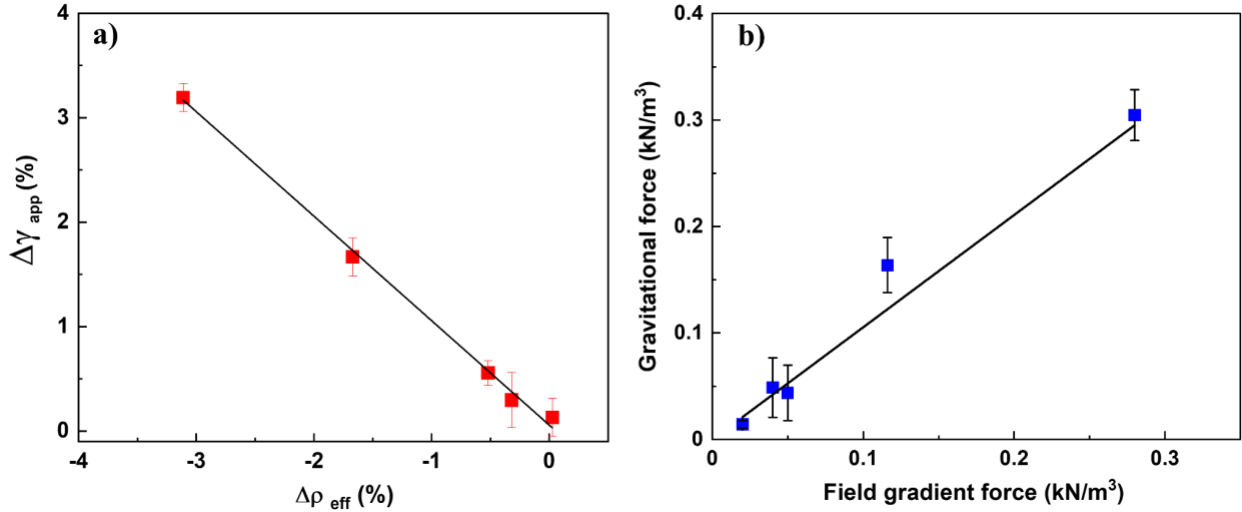 a)
4
3
2
1
0
Δγ app (%)
-4 -3 -2 -1 0
Δρ eff (%)
b)
0.4
0.3
0.2
0.1
0
Gravitational force (kN/m³)
0 0.1 0.2 0.3
Field gradient force (kN/m³)